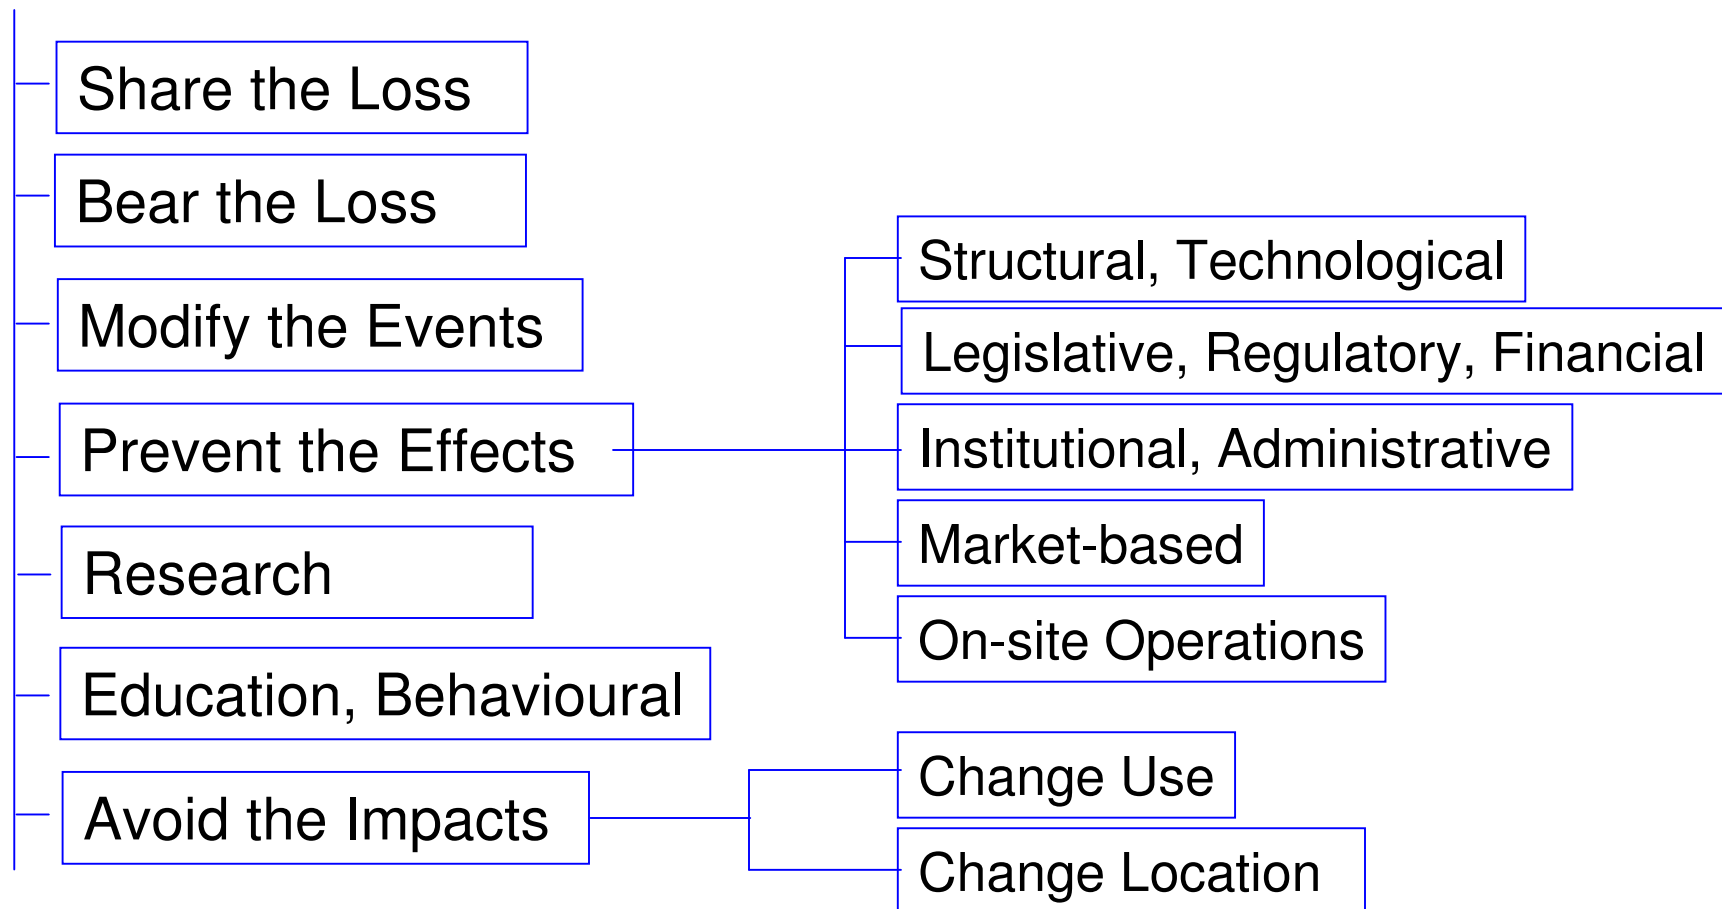 Share the Loss
Bear the Loss
Modify the Events
Prevent the Effects
Research
Education, Behavioural
Avoid the Impacts
Structural, Technological
Legislative, Regulatory, Financial
Institutional, Administrative
Market-based
On-site Operations
Change Use
Change Location